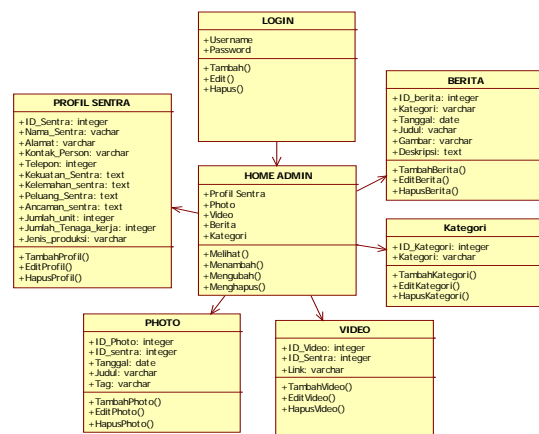 LOGIN
+Username
+Password
+Tambah()
+Edit()
+Hapus()
PROFIL SENTRA
+ID_Sentra: integer
+Nama_Sentra: vachar
+Alamat: varchar
+Kontak_Person: varchar
+Telepon: integer
+Kekuatan_Sentra: text
+Kelemahan_sentra: text
+Peluang_Sentra: text
+Ancaman_sentra: text
+Jumlah_unit: integer
+Jumlah_Tenaga_kerja: integer
+Jenis_produksi: varchar
+TambahProfil()
+EditProfil()
+HapusProfil()
HOME ADMIN
+Profil Sentra
+Photo
+Video
+Berita
+Kategori
+Melihat()
+Menambah()
+Mengubah()
+Menghapus()
BERITA
+ID_berita: integer
+Kategori: varchar
+Tanggal: date
+Judul: vachar
+Gambar: varchar
+Deskripsi: text
+TambahBerita()
+EditBerita()
+HapusBerita()
Kategori
+ID_Kategori: integer
+Kategori: varchar
+TambahKategori()
+EditKategori()
+HapusKategori()
PHOTO
+ID_Photo: integer
+ID_sentra: integer
+Tanggal: date
+Judul: varchar
+Tag: varchar
+TambahPhoto()
+EditPhoto()
+HapusPhoto()
VIDEO
+ID_Video: integer
+ID_Sentra: integer
+Link: varchar
+TambahVideo()
+EditVideo()
+HapusVideo()